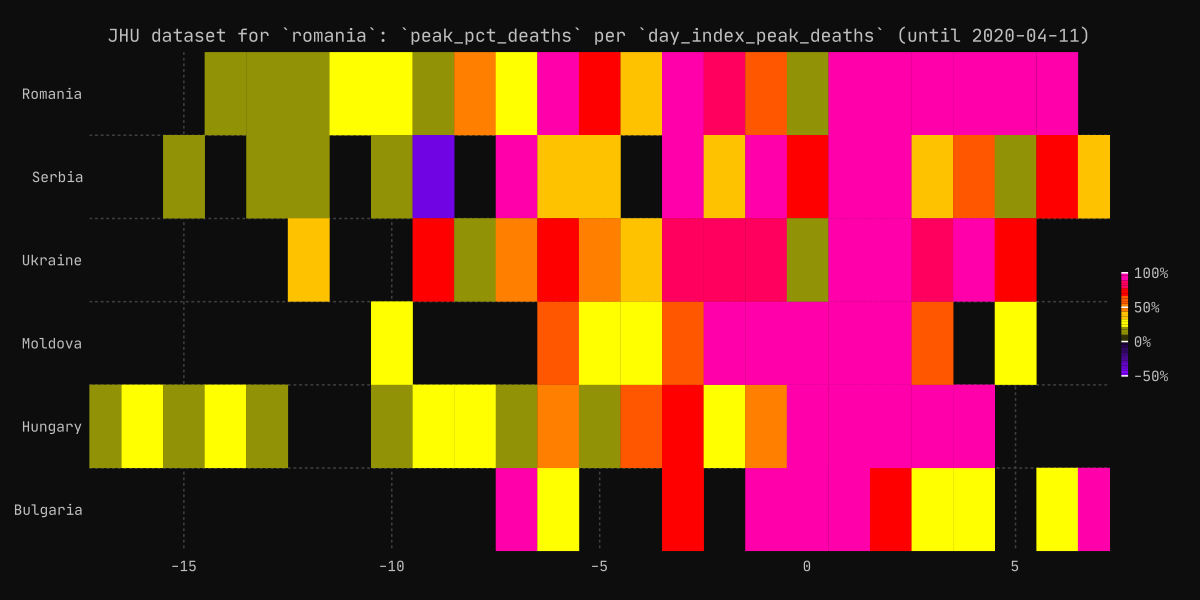 JHU dataset for `romania`: `peak_pct_deaths` per `day_index_peak_deaths` (until 2020-04-11)
Romania
Serbia
Ukraine
Moldova
Hungary
Bulgaria
100%
50%
0%
-50%
-15 -10 -5 0 5